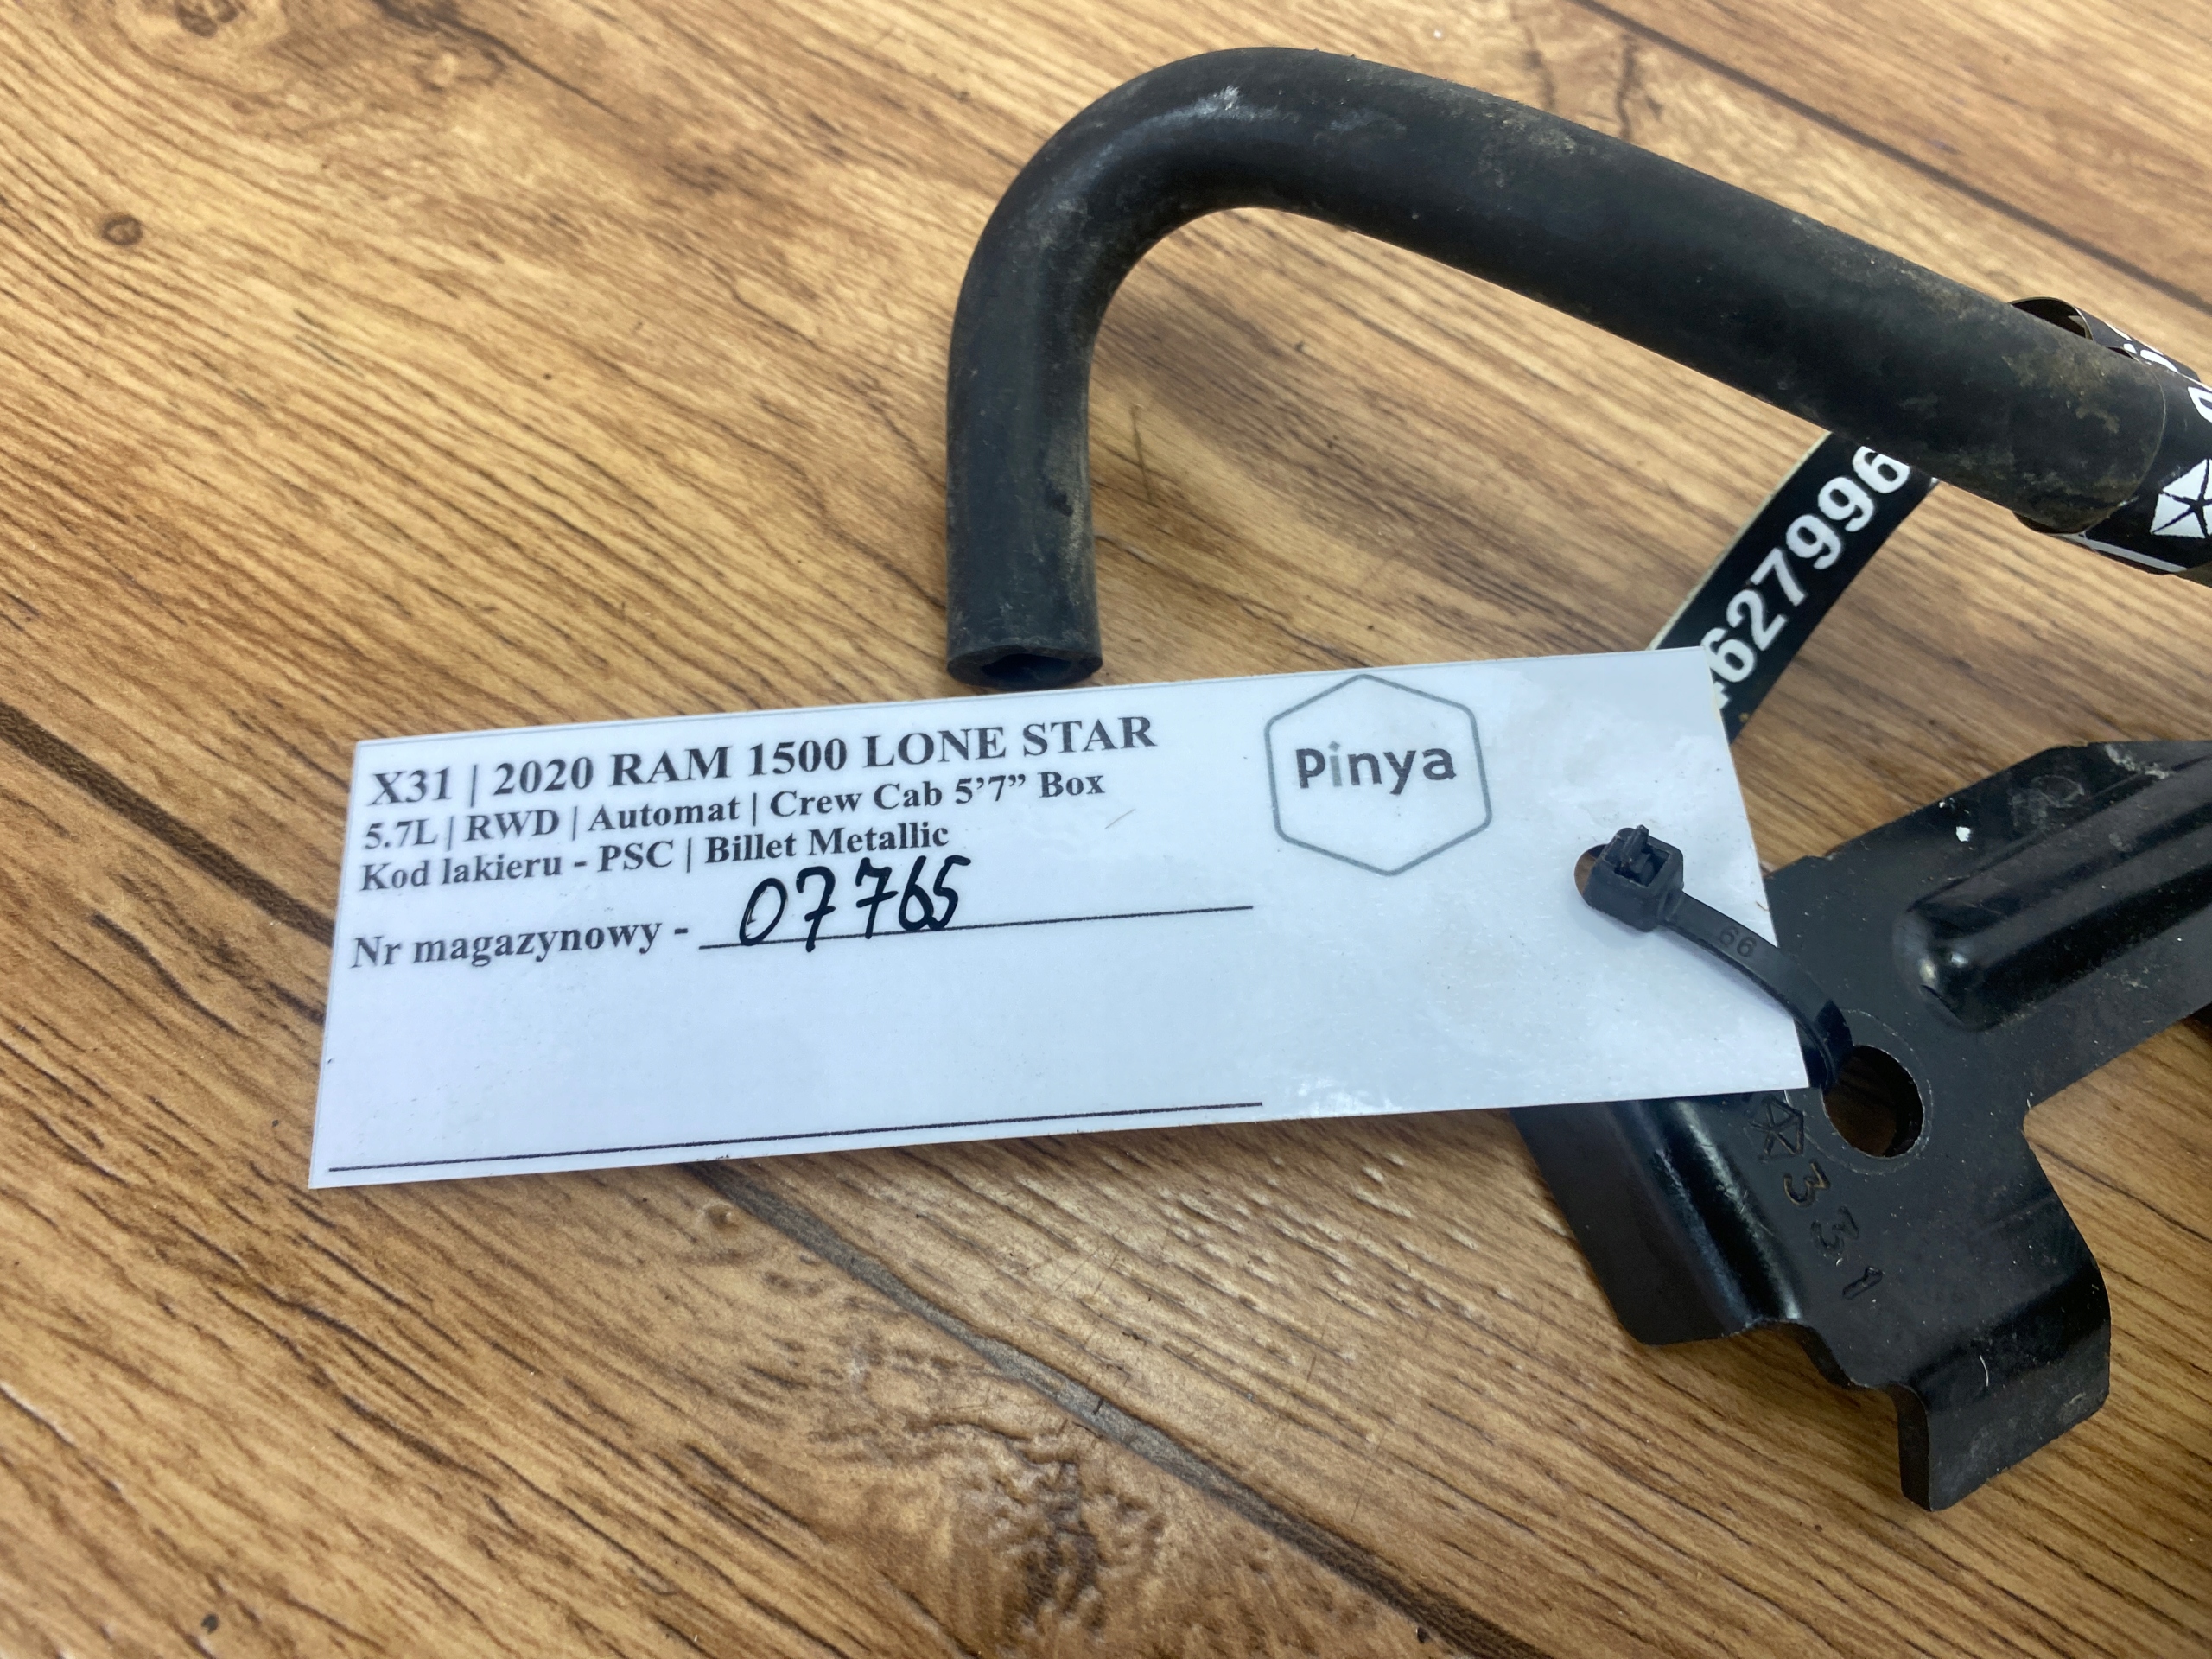 X31 | 2020 RAM 1500 LONE STAR
5.7L | RWD | Automat | Crew Cab 5’7” Box
Kod lakieru - PSC | Billet Metallic
Nr magazynowy - 07765
Pinya
4627996
66
331